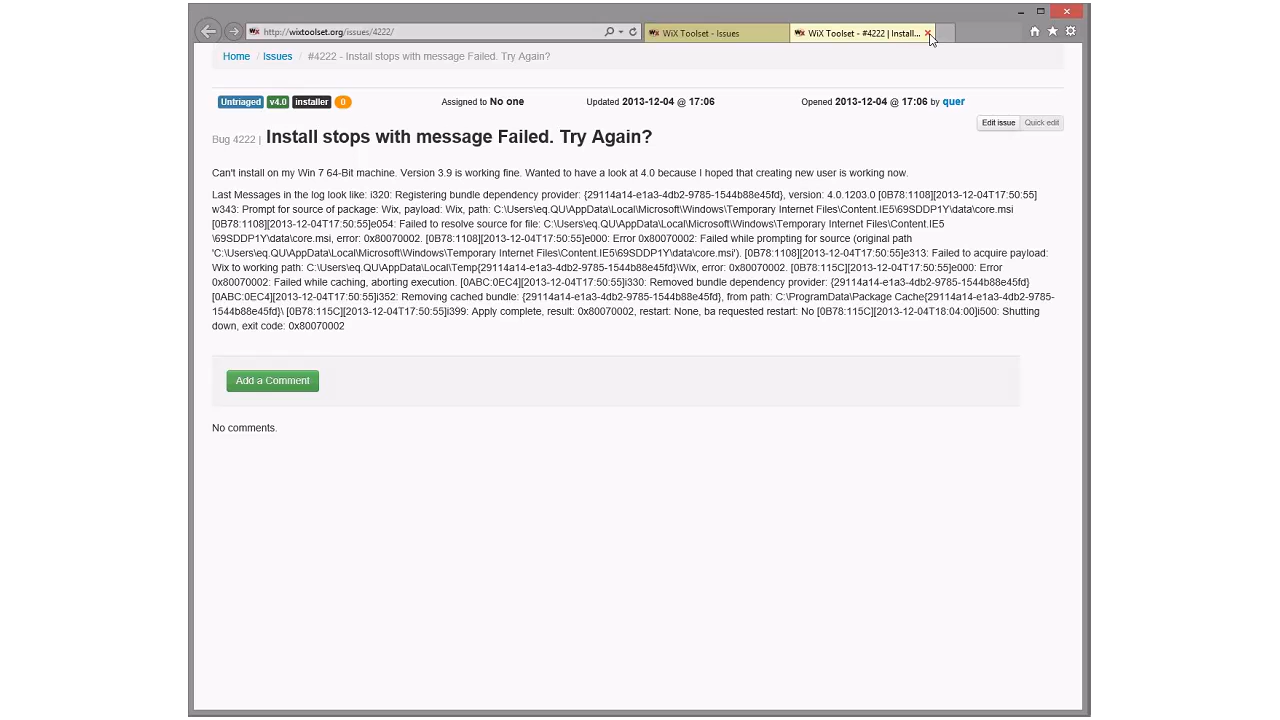 http://wixtoolset.org/issues/4222/
WiX Toolset - Issues
WiX Toolset - #4222 | Install...
Home / Issues / #4222 - Install stops with message Failed. Try Again?
Untriaged v4.0 installer 0 Assigned to No one Updated 2013-12-04 @ 17:06 Opened 2013-12-04 @ 17:06 by quer
Edit issue Quick edit
Bug 4222 | Install stops with message Failed. Try Again?
Can't install on my Win 7 64-Bit machine. Version 3.9 is working fine. Wanted to have a look at 4.0 because I hoped that creating new user is working now.
Last Messages in the log look like: i320: Registering bundle dependency provider: {29114a14-e1a3-4db2-9785-1544b88e45fd}, version: 4.0.1203.0 [0B78:1108][2013-12-04T17:50:55]
w343: Prompt for source of package: Wix, payload: Wix, path: C:\Users\eq.QU\AppData\Local\Microsoft\Windows\Temporary Internet Files\Content.IE5\69SDDP1Y\data\core.msi
[0B78:1108][2013-12-04T17:50:55]e054: Failed to resolve source for file: C:\Users\eq.QU\AppData\Local\Microsoft\Windows\Temporary Internet Files\Content.IE5
\69SDDP1Y\data\core.msi, error: 0x80070002. [0B78:1108][2013-12-04T17:50:55]e000: Error 0x80070002: Failed while prompting for source (original path
'C:\Users\eq.QU\AppData\Local\Microsoft\Windows\Temporary Internet Files\Content.IE5\69SDDP1Y\data\core.msi'). [0B78:1108][2013-12-04T17:50:55]e313: Failed to acquire payload:
Wix to working path: C:\Users\eq.QU\AppData\Local\Temp{29114a14-e1a3-4db2-9785-1544b88e45fd}\Wix, error: 0x80070002. [0B78:115C][2013-12-04T17:50:55]e000: Error
0x80070002: Failed while caching, aborting execution. [0ABC:0EC4][2013-12-04T17:50:55]i330: Removed bundle dependency provider: {29114a14-e1a3-4db2-9785-1544b88e45fd}
[0ABC:0EC4][2013-12-04T17:50:55]i352: Removing cached bundle: {29114a14-e1a3-4db2-9785-1544b88e45fd}, from path: C:\ProgramData\Package Cache{29114a14-e1a3-4db2-9785-
1544b88e45fd}\ [0B78:115C][2013-12-04T17:50:55]i399: Apply complete, result: 0x80070002, restart: None, ba requested restart: No [0B78:115C][2013-12-04T18:04:00]i500: Shutting
down, exit code: 0x80070002
Add a Comment
No comments.